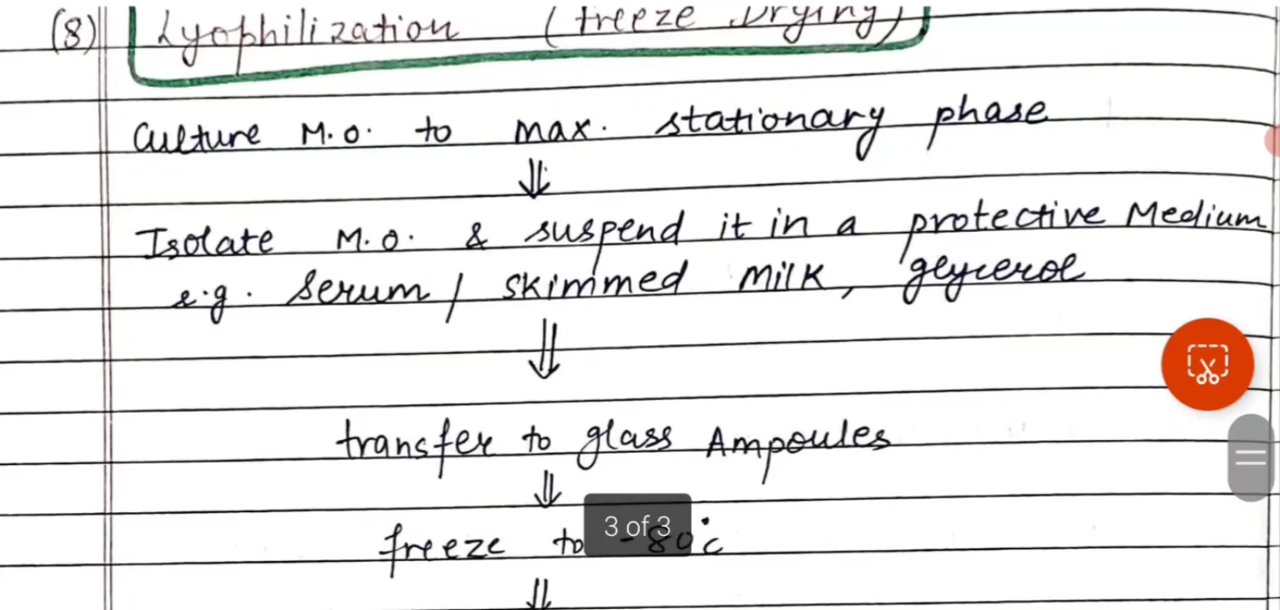 (8) Lyophilization (Freeze Drying)
Culture M.O. to max. stationary phase
⇓
Isolate M.O. & suspend it in a protective Medium
e.g. Serum / skimmed Milk, glycerol
⇓
transfer to glass Ampoules
⇓
freeze to -80°c
3 of 3
⇓